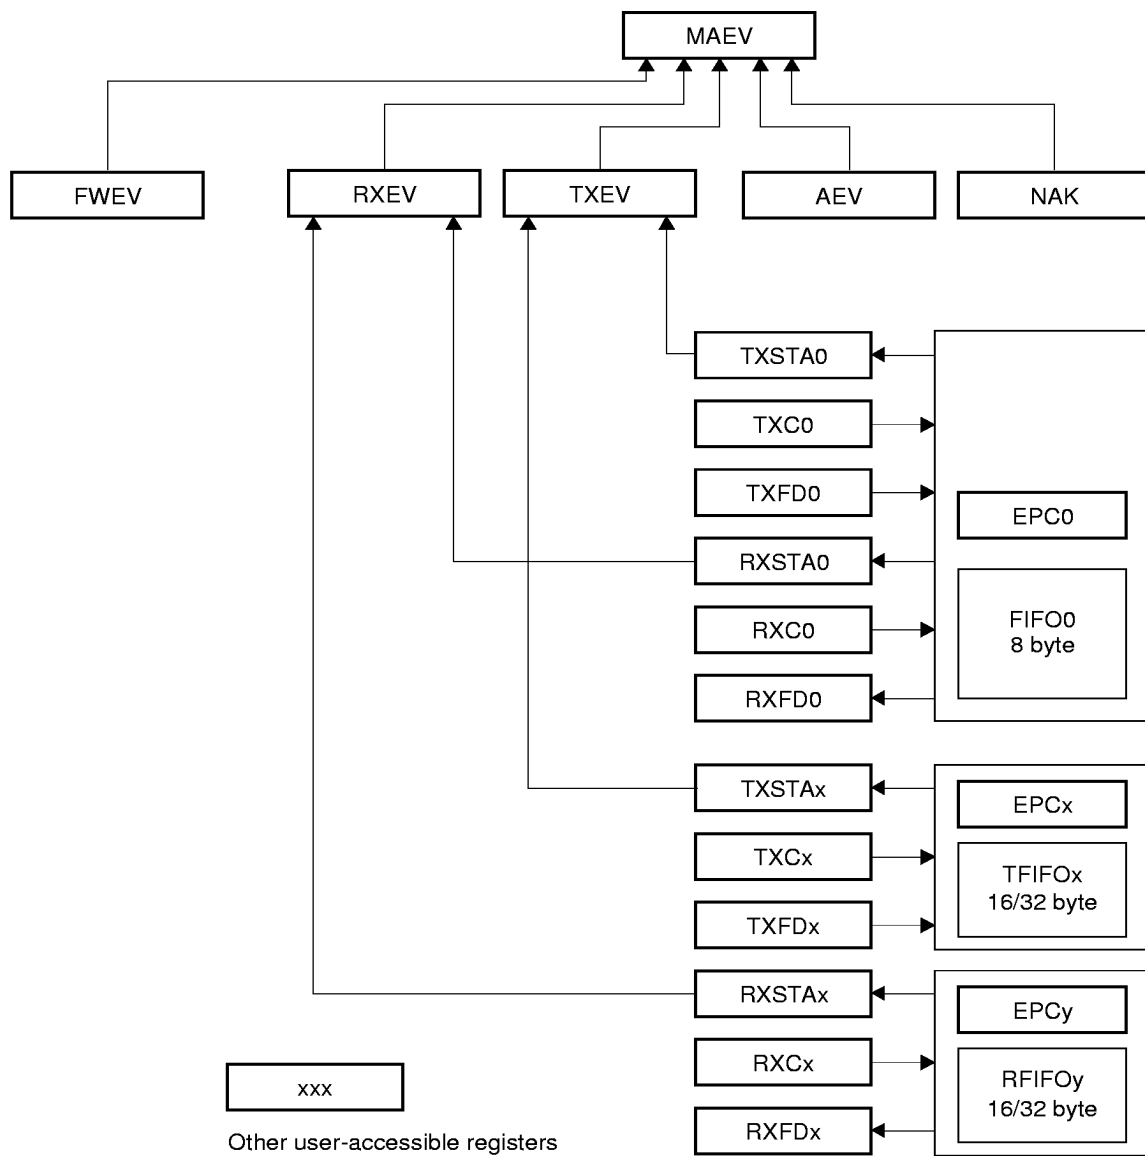 MAEV
FWEV
RXEV
TXEV
AEV
NAK
TXSTA0
TXC0
TXFD0
EPC0
RXSTA0
FIFO0
8 byte
RXC0
RXFD0
TXSTAx
EPCx
TXCx
TFIFOx
16/32 byte
TXFDx
RXSTAx
EPCy
RXCx
RFIFOy
16/32 byte
xxx
RXFDx
Other user-accessible registers